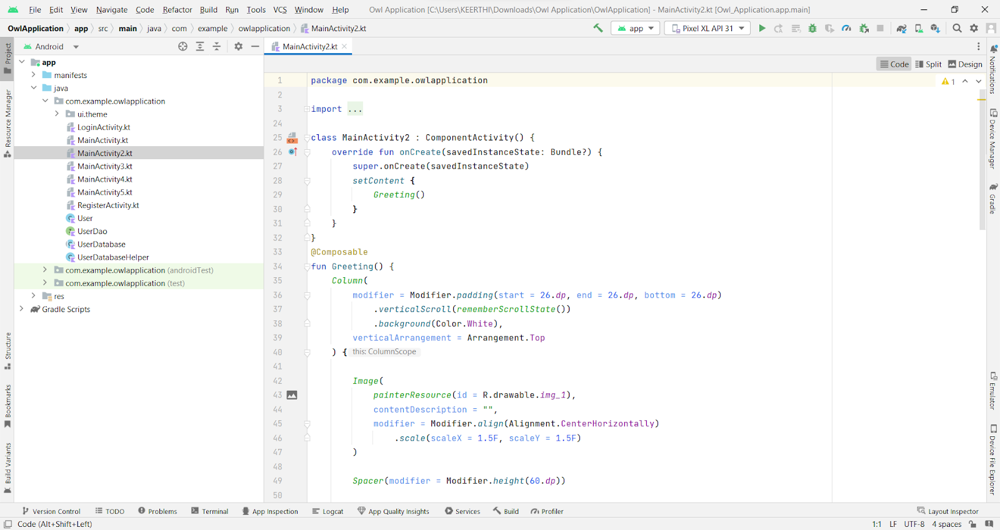 File Edit View Navigate Code Refactor Build Run Tools VCS Window Help Owl Application [C:\Users\KEERTHI\Downloads\Owl Application\OwlApplication] - MainActivity2.kt [Owl_Application.app.main]
OwlApplication app src main java com example owlapplication MainActivity2.kt app Pixel XL API 31
Project
Resource Manager
Structure
Bookmarks
Build Variants
Android
app
manifests
java
com.example.owlapplication
ui.theme
LoginActivity.kt
MainActivity.kt
MainActivity2.kt
MainActivity3.kt
MainActivity4.kt
MainActivity5.kt
RegisterActivity.kt
User
UserDao
UserDatabase
UserDatabaseHelper
com.example.owlapplication (androidTest)
com.example.owlapplication (test)
res
Gradle Scripts
MainActivity2.kt
Code Split Design
1 package com.example.owlapplication 1
2
3 import ...
24
25 class MainActivity2 : ComponentActivity() {
26 override fun onCreate(savedInstanceState: Bundle?) {
27 super.onCreate(savedInstanceState)
28 setContent {
29 Greeting()
30 }
31 }
32 }
33 @Composable
34 fun Greeting() {
35 Column(
36 modifier = Modifier.padding(start = 26.dp, end = 26.dp, bottom = 26.dp)
37 .verticalScroll(rememberScrollState())
38 .background(Color.White),
39 verticalArrangement = Arrangement.Top
40 ) { this: ColumnScope
41
42 Image(
43 painterResource(id = R.drawable.img_1),
44 contentDescription = "",
45 modifier = Modifier.align(Alignment.CenterHorizontally)
46 .scale(scaleX = 1.5F, scaleY = 1.5F)
47 )
48
49 Spacer(modifier = Modifier.height(60.dp))
50
Notifications
Device Manager
Gradle
Emulator
Device File Explorer
Version Control TODO Problems Terminal App Inspection Logcat App Quality Insights Services Build Profiler Layout Inspector
Code (Alt+Shift+Left) 1:1 LF UTF-8 4 spaces